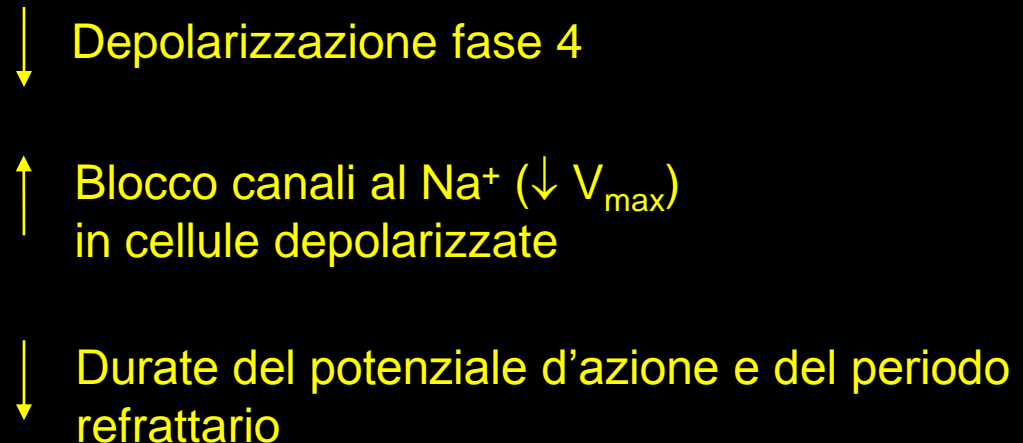 Depolarizzazione fase 4
Blocco canali al Na⁺ (↓ Vₘₐₓ)
in cellule depolarizzate
Durate del potenziale d’azione e del periodo
refrattario